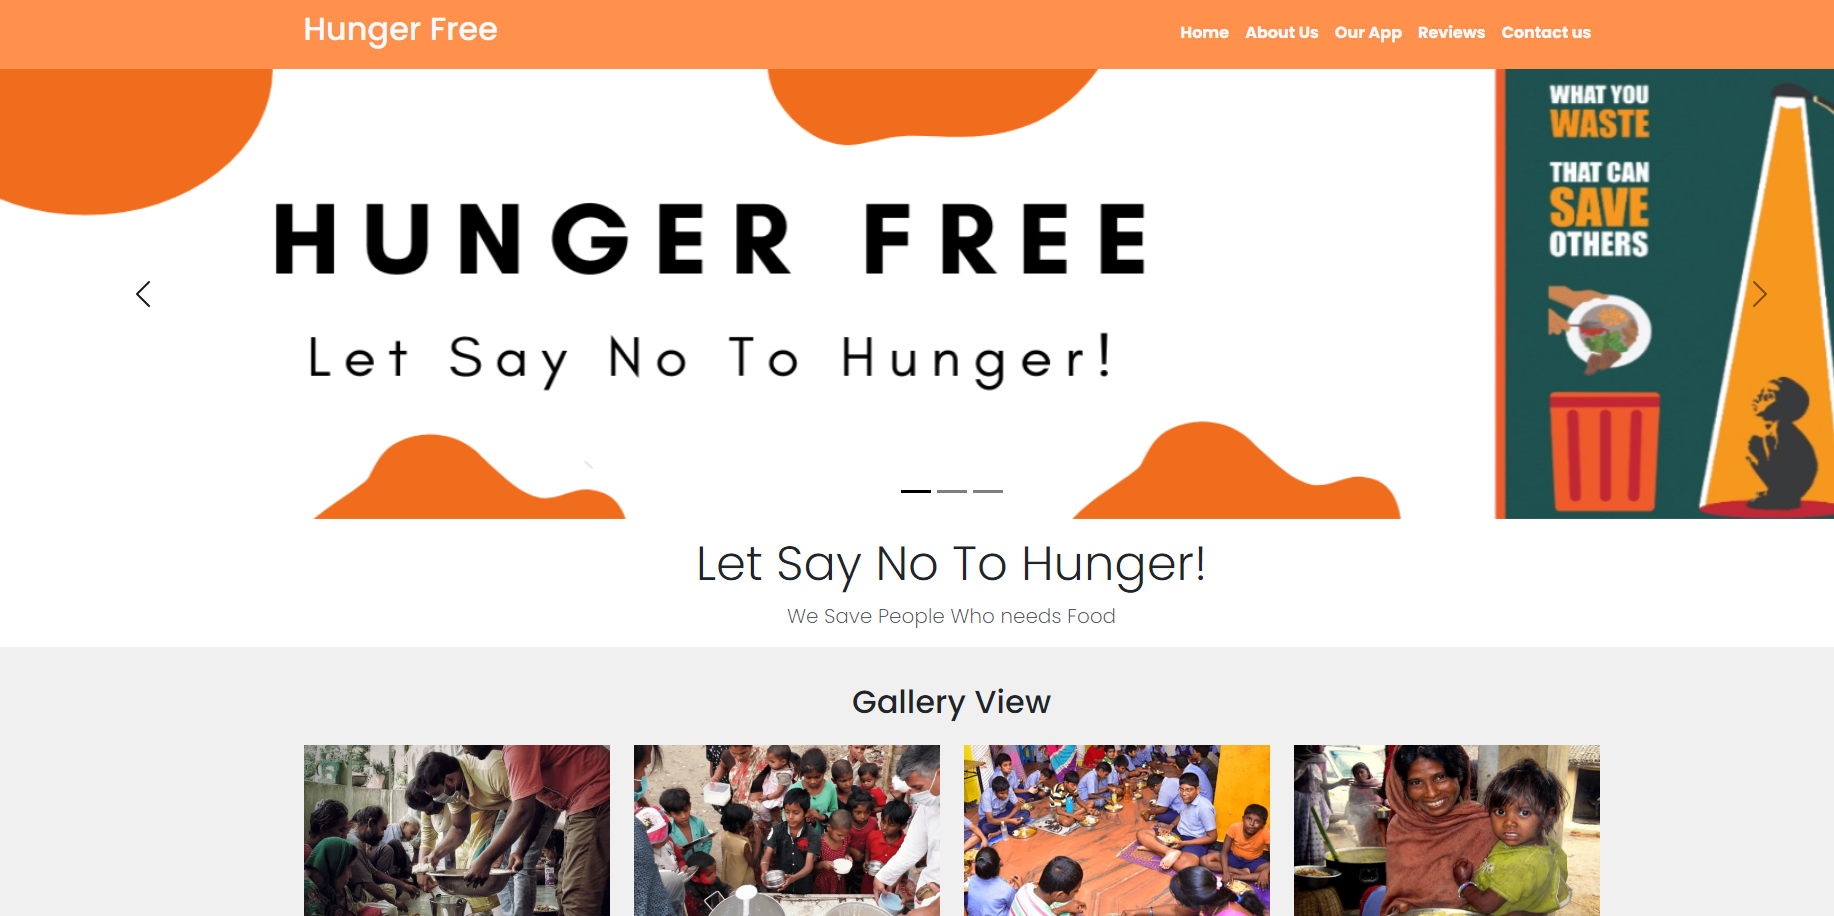 Hunger Free
Home About Us Our App Reviews Contact us
HUNGER FREE
Let Say No To Hunger!
WHAT YOU
WASTE
THAT CAN
SAVE
OTHERS
Let Say No To Hunger!
We Save People Who needs Food
Gallery View